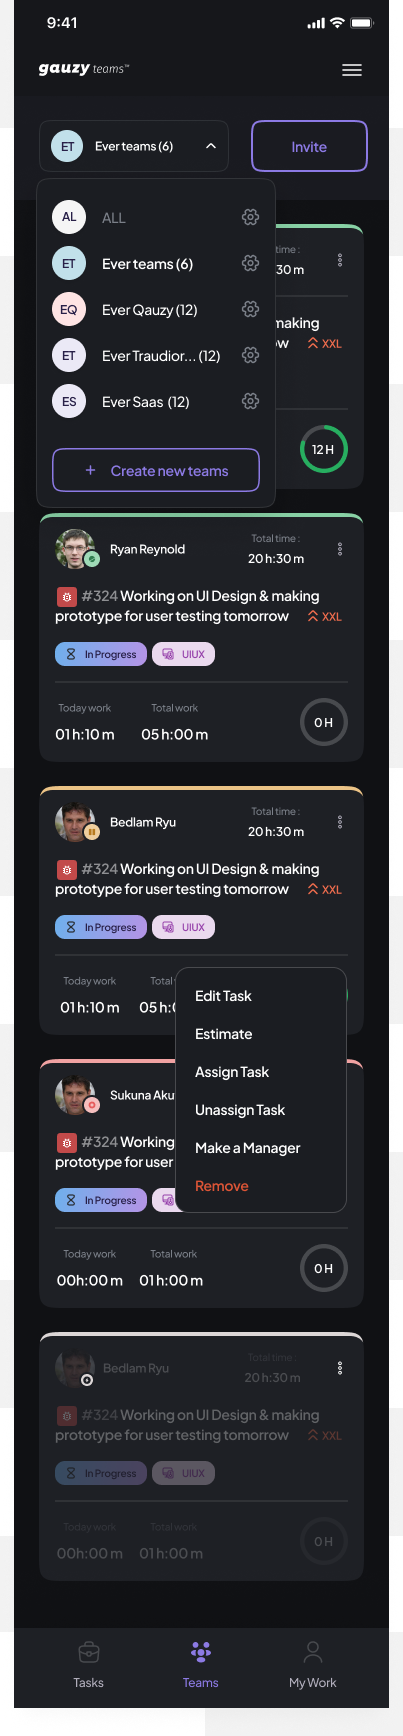 9:41
gauzy teams™
ET Ever teams (6)
Invite
AL ALL
ET Ever teams (6)
EQ Ever Qauzy (12)
ET Ever Traudior... (12)
ES Ever Saas (12)
+ Create new teams
time :
30 m
making
ow XXL
12 H
Ryan Reynold
Total time :
20 h:30 m
#324 Working on UI Design & making
prototype for user testing tomorrow XXL
In Progress UIUX
Today work Total work
01 h:10 m 05 h:00 m
0 H
Bedlam Ryu
Total time :
20 h:30 m
#324 Working on UI Design & making
prototype for user testing tomorrow XXL
In Progress UIUX
Today work Total
01 h:10 m 05 h:
Edit Task
Estimate
Assign Task
Unassign Task
Make a Manager
Remove
Sukuna Aku
#324 Working
prototype for user
In Progress
Today work Total work
00h:00 m 01 h:00 m
0 H
Bedlam Ryu
Total time :
20 h:30 m
#324 Working on UI Design & making
prototype for user testing tomorrow XXL
In Progress UIUX
Today work Total work
00h:00 m 01 h:00 m
0 H
Tasks Teams My Work